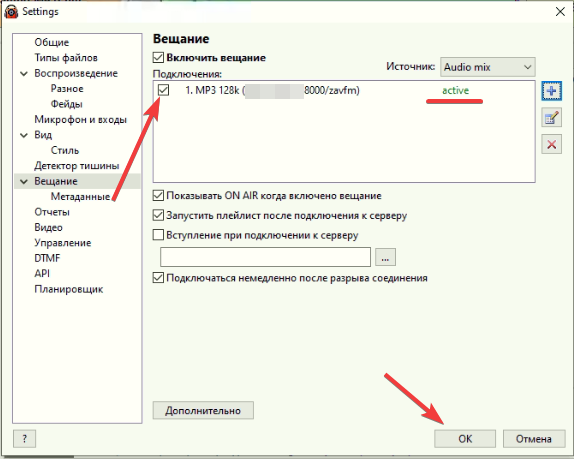 Settings
Общие
Типы файлов
Воспроизведение
Разное
Фейды
Микрофон и входы
Вид
Стиль
Детектор тишины
Вещание
Метаданные
Отчеты
Видео
Управление
DTMF
API
Планировщик
Вещание
Включить вещание
Источник: Audio mix
Подключения:
1. MP3 128k ( 8000/zavfm) active
Показывать ON AIR когда включено вещание
Запустить плейлист после подключения к серверу
Вступление при подключении к серверу
...
Подключаться немедленно после разрыва соединения
Дополнительно
? OK Отмена